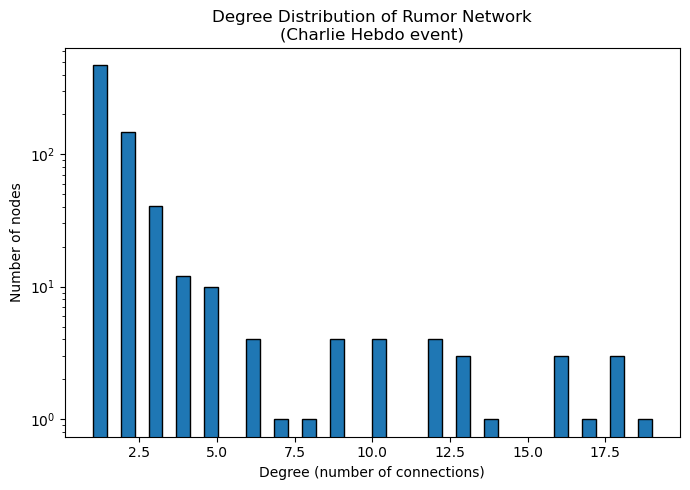 Degree Distribution of Rumor Network
(Charlie Hebdo event)
Number of nodes
10²
10¹
10⁰
2.5 5.0 7.5 10.0 12.5 15.0 17.5
Degree (number of connections)